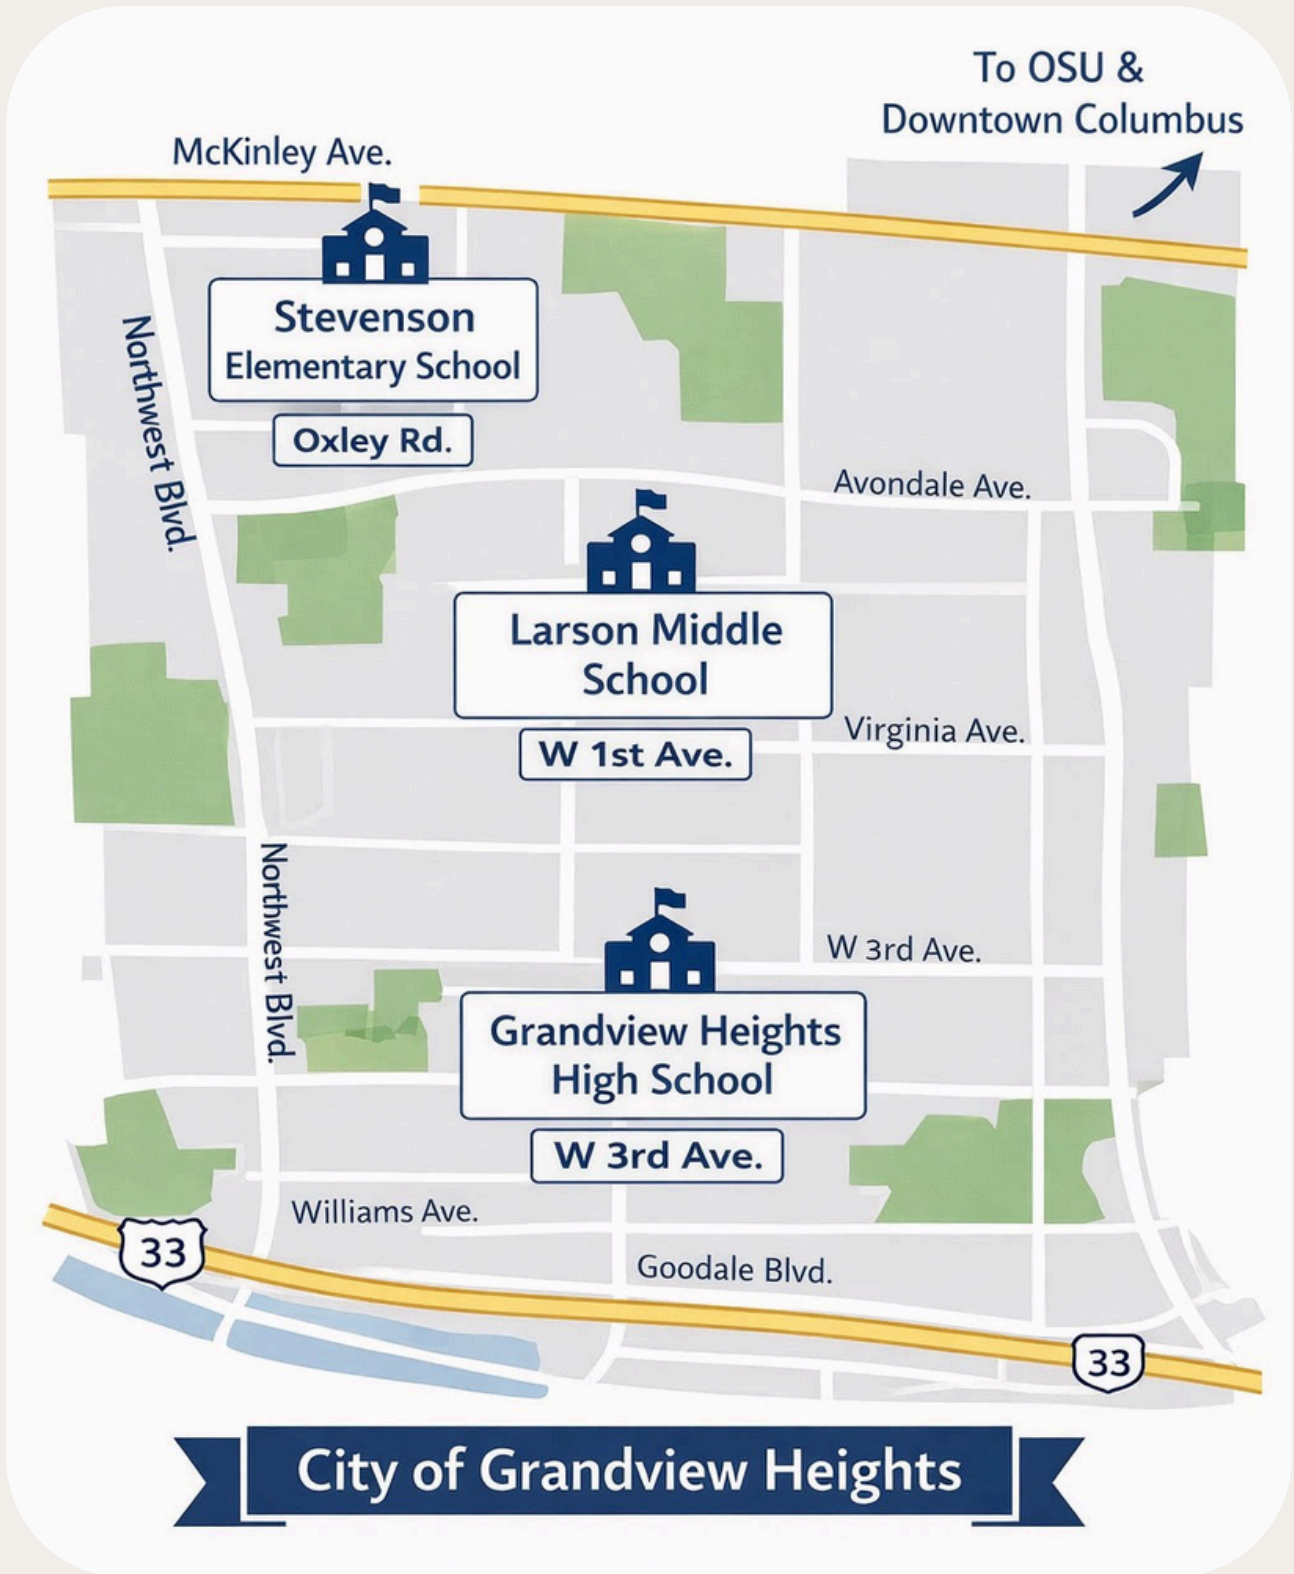 To OSU &
Downtown Columbus
McKinley Ave.
Stevenson
Elementary School
Oxley Rd.
Northwest Blvd.
Avondale Ave.
Larson Middle
School
W 1st Ave.
Virginia Ave.
Northwest Blvd.
W 3rd Ave.
Grandview Heights
High School
W 3rd Ave.
Williams Ave.
33
Goodale Blvd.
33
City of Grandview Heights